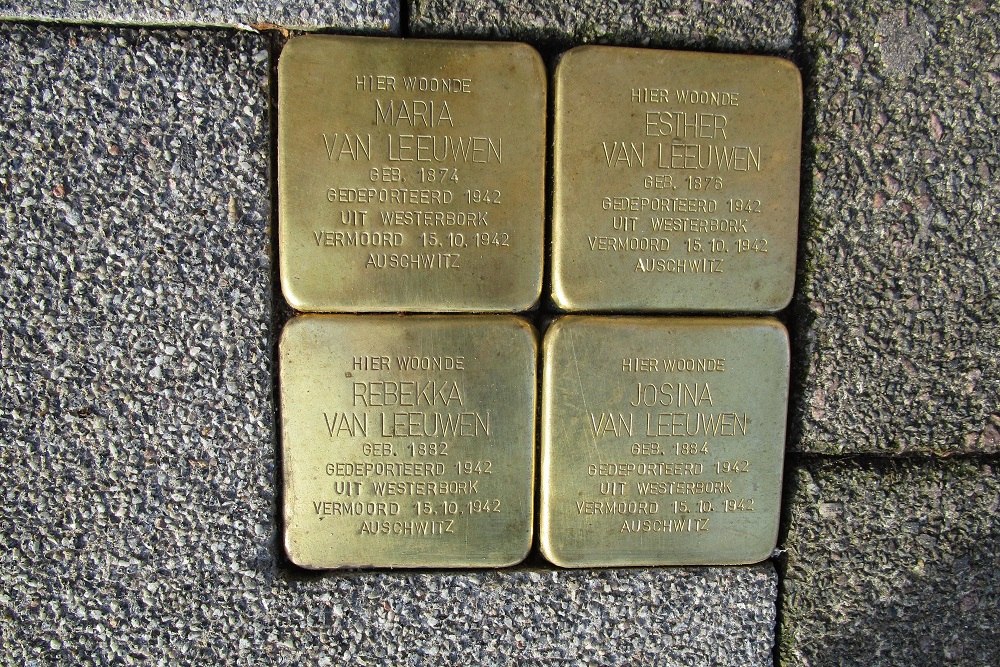 HIER WOONDE
MARIA
VAN LEEUWEN
GEB. 1874
GEDEPORTEERD 1942
UIT WESTERBORK
VERMOORD 15.10.1942
AUSCHWITZ
HIER WOONDE
ESTHER
VAN LEEUWEN
GEB. 1876
GEDEPORTEERD 1942
UIT WESTERBORK
VERMOORD 15.10.1942
AUSCHWITZ
HIER WOONDE
REBEKKA
VAN LEEUWEN
GEB. 1882
GEDEPORTEERD 1942
UIT WESTERBORK
VERMOORD 15.10.1942
AUSCHWITZ
HIER WOONDE
JOSINA
VAN LEEUWEN
GEB. 1884
GEDEPORTEERD 1942
UIT WESTERBORK
VERMOORD 15.10.1942
AUSCHWITZ